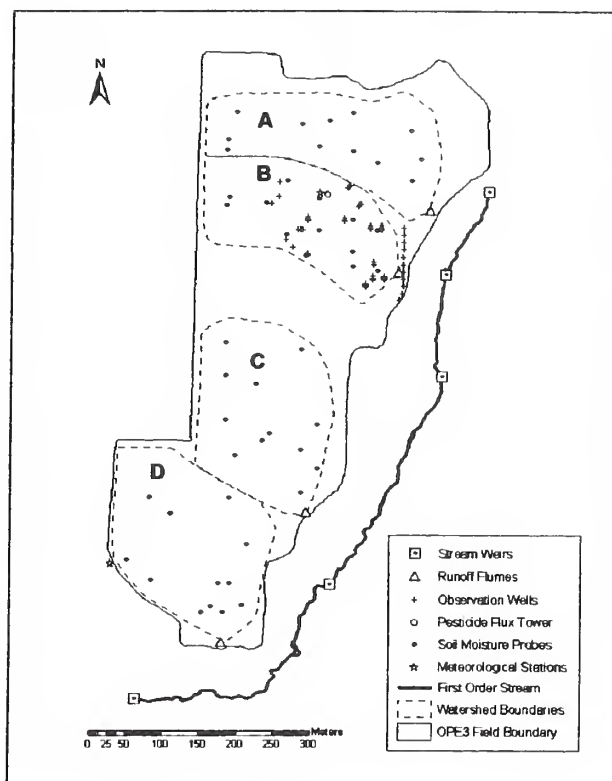 N
A
B
C
D
Stream Weirs
Runoff Flumes
Observation Wells
Pesticide Flux Tower
Soil Moisture Probes
Meteorological Stations
First Order Stream
Watershed Boundaries
OPE3 Field Boundary
Meters
0 25 50 100 150 200 250 300